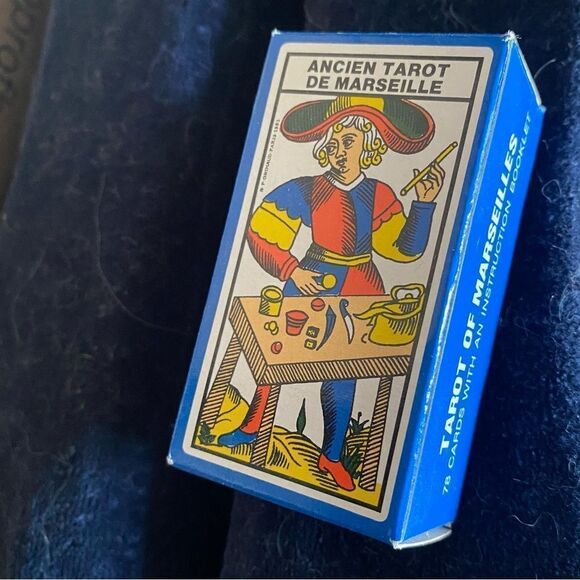 ANCIEN TAROT
DE MARSEILLE
TAROT OF MARSEILLES
78 CARDS WITH AN INSTRUCTION BOOKLET